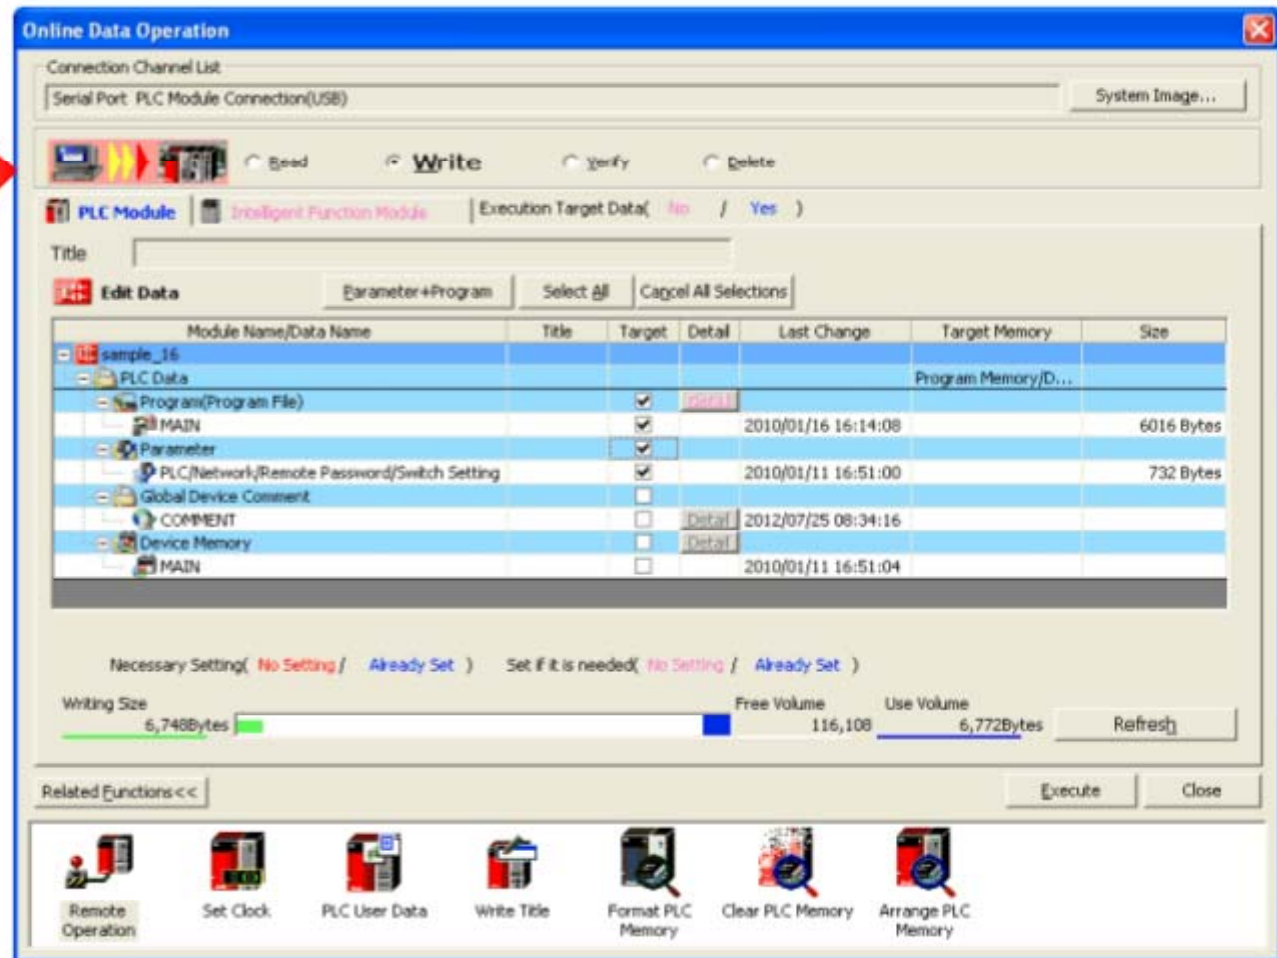 Online Data Operation
Connection Channel List
Serial Port PLC Module Connection(USB)
System Image...
Read Write Verify Delete
PLC Module Intelligent Function Module Execution Target Data( No / Yes )
Title
Edit Data Parameter+Program Select All Cancel All Selections
Module Name/Data Name Title Target Detail Last Change Target Memory Size
sample_16
PLC Data Program Memory/D...
Program(Program File) Detail
MAIN 2010/01/16 16:14:08 6016 Bytes
Parameter
PLC/Network/Remote Password/Switch Setting 2010/01/11 16:51:00 732 Bytes
Global Device Comment
COMMENT Detail 2012/07/25 08:34:16
Device Memory Detail
MAIN 2010/01/11 16:51:04
Necessary Setting( No Setting / Already Set ) Set if it is needed( No Setting / Already Set )
Writing Size Free Volume Use Volume
6,748Bytes 116,108 6,772Bytes Refresh
Related Functions<< Execute Close
Remote Operation
Set Clock
PLC User Data
Write Title
Format PLC Memory
Clear PLC Memory
Arrange PLC Memory